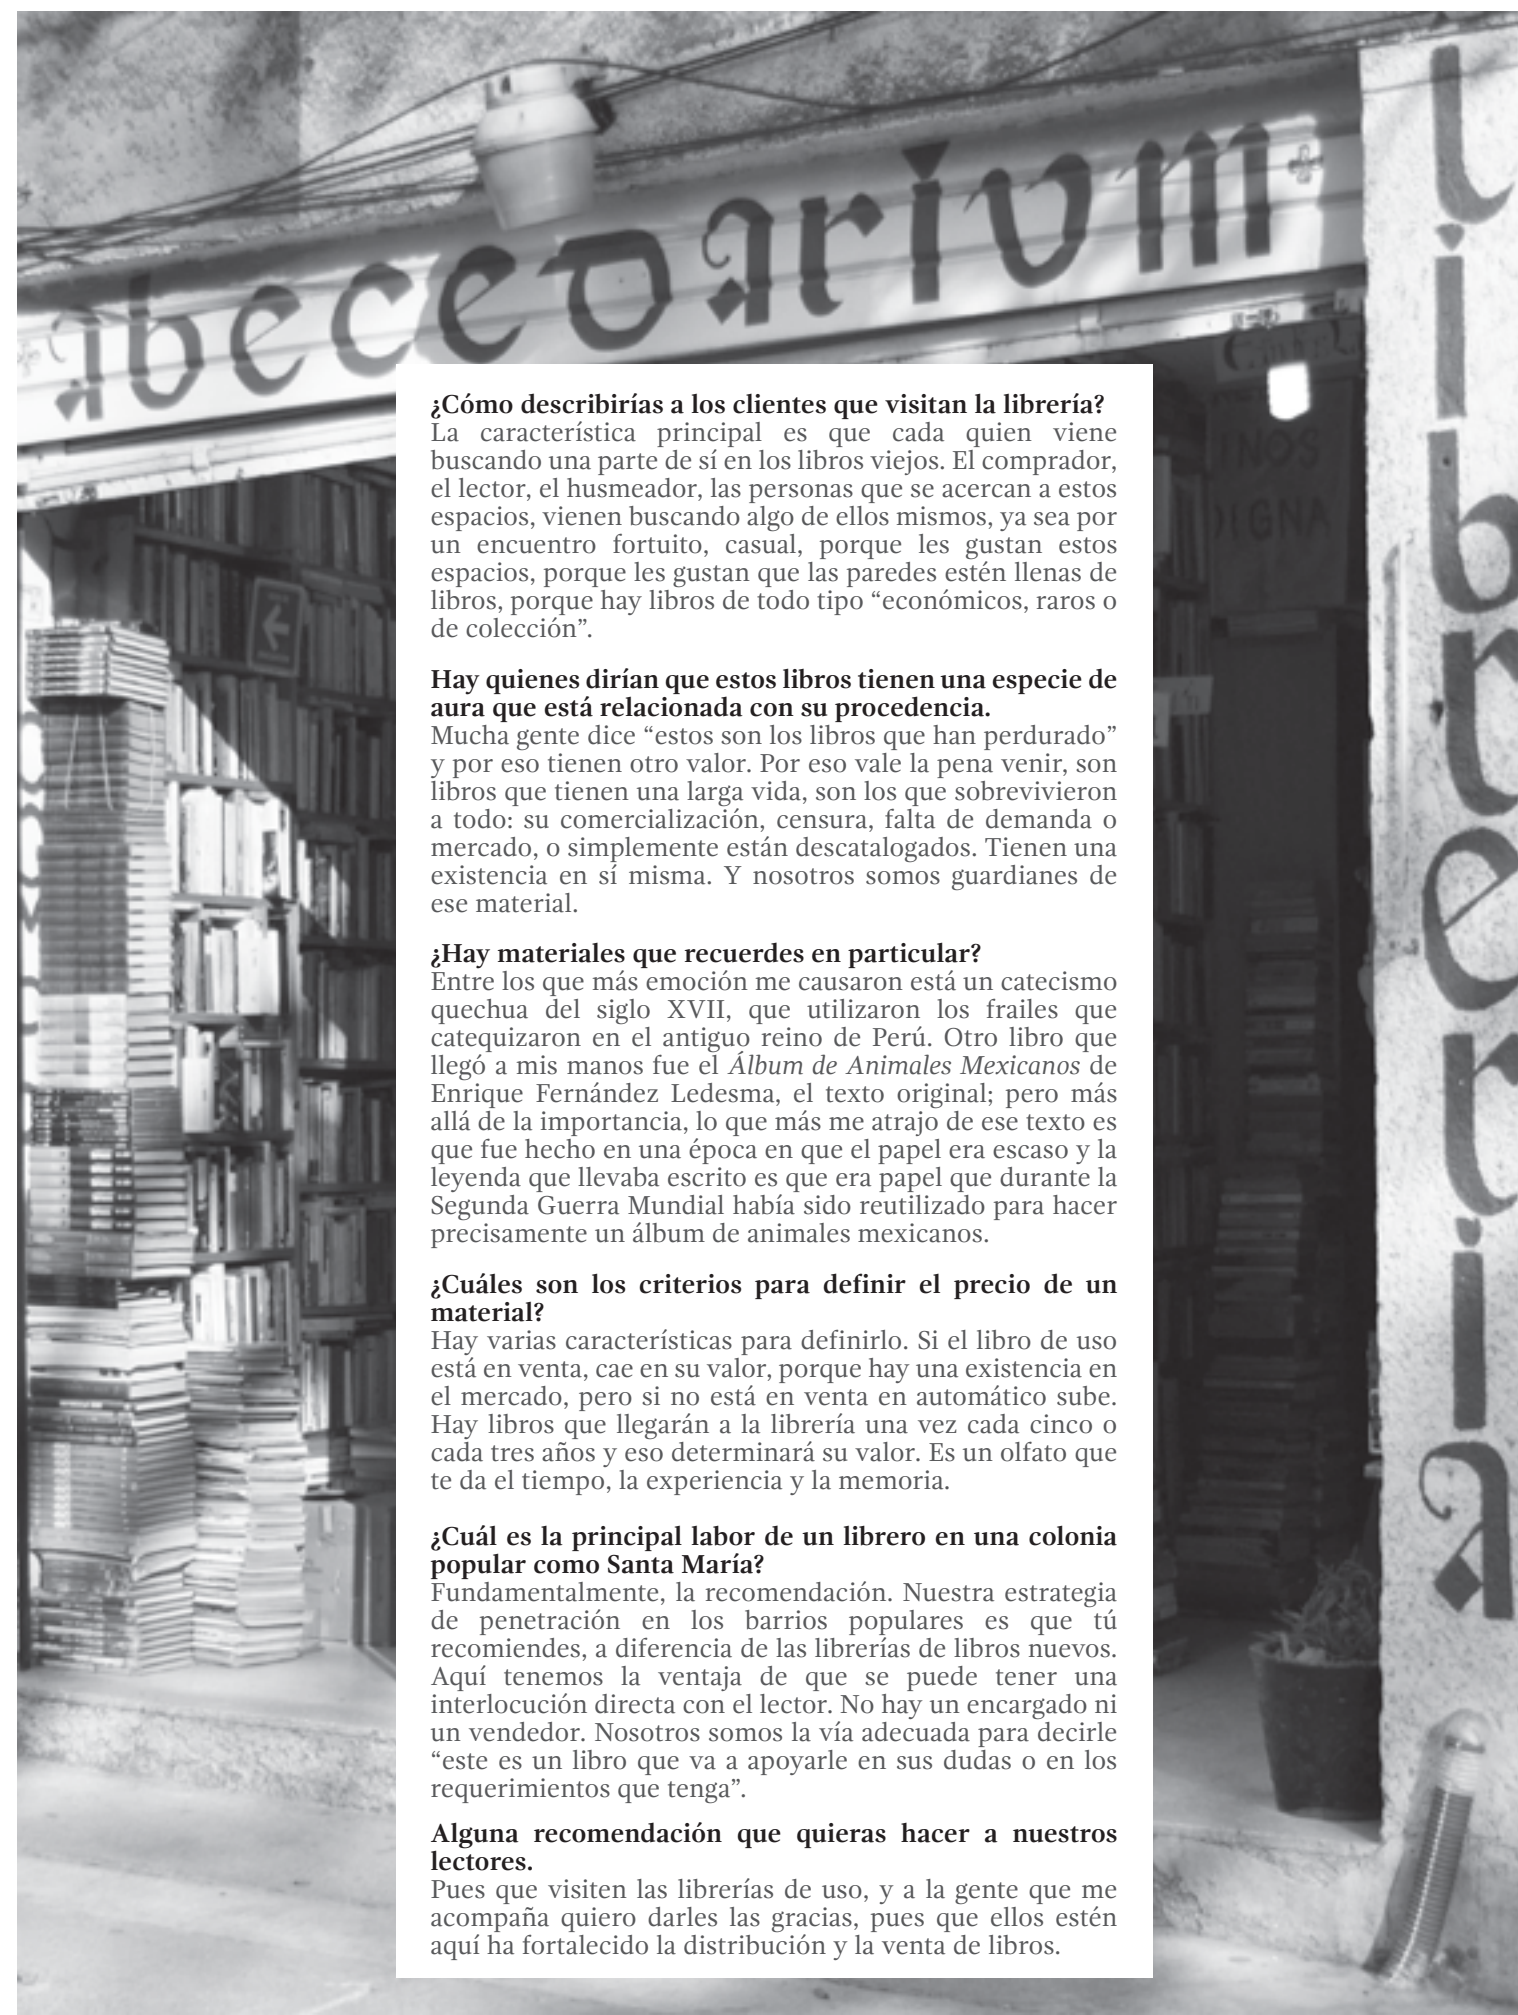 abecedarivm
librería
¿Cómo describirías a los clientes que visitan la librería?
La característica principal es que cada quien viene
buscando una parte de sí en los libros viejos. El comprador,
el lector, el husmeador, las personas que se acercan a estos
espacios, vienen buscando algo de ellos mismos, ya sea por
un encuentro fortuito, casual, porque les gustan estos
espacios, porque les gustan que las paredes estén llenas de
libros, porque hay libros de todo tipo “económicos, raros o
de colección”.
Hay quienes dirían que estos libros tienen una especie de
aura que está relacionada con su procedencia.
Mucha gente dice “estos son los libros que han perdurado”
y por eso tienen otro valor. Por eso vale la pena venir, son
libros que tienen una larga vida, son los que sobrevivieron
a todo: su comercialización, censura, falta de demanda o
mercado, o simplemente están descatalogados. Tienen una
existencia en sí misma. Y nosotros somos guardianes de
ese material.
¿Hay materiales que recuerdes en particular?
Entre los que más emoción me causaron está un catecismo
quechua del siglo XVII, que utilizaron los frailes que
catequizaron en el antiguo reino de Perú. Otro libro que
llegó a mis manos fue el Álbum de Animales Mexicanos de
Enrique Fernández Ledesma, el texto original; pero más
allá de la importancia, lo que más me atrajo de ese texto es
que fue hecho en una época en que el papel era escaso y la
leyenda que llevaba escrito es que era papel que durante la
Segunda Guerra Mundial había sido reutilizado para hacer
precisamente un álbum de animales mexicanos.
¿Cuáles son los criterios para definir el precio de un
material?
Hay varias características para definirlo. Si el libro de uso
está en venta, cae en su valor, porque hay una existencia en
el mercado, pero si no está en venta en automático sube.
Hay libros que llegarán a la librería una vez cada cinco o
cada tres años y eso determinará su valor. Es un olfato que
te da el tiempo, la experiencia y la memoria.
¿Cuál es la principal labor de un librero en una colonia
popular como Santa María?
Fundamentalmente, la recomendación. Nuestra estrategia
de penetración en los barrios populares es que tú
recomiendes, a diferencia de las librerías de libros nuevos.
Aquí tenemos la ventaja de que se puede tener una
interlocución directa con el lector. No hay un encargado ni
un vendedor. Nosotros somos la vía adecuada para decirle
“este es un libro que va a apoyarle en sus dudas o en los
requerimientos que tenga”.
Alguna recomendación que quieras hacer a nuestros
lectores.
Pues que visiten las librerías de uso, y a la gente que me
acompaña quiero darles las gracias, pues que ellos estén
aquí ha fortalecido la distribución y la venta de libros.